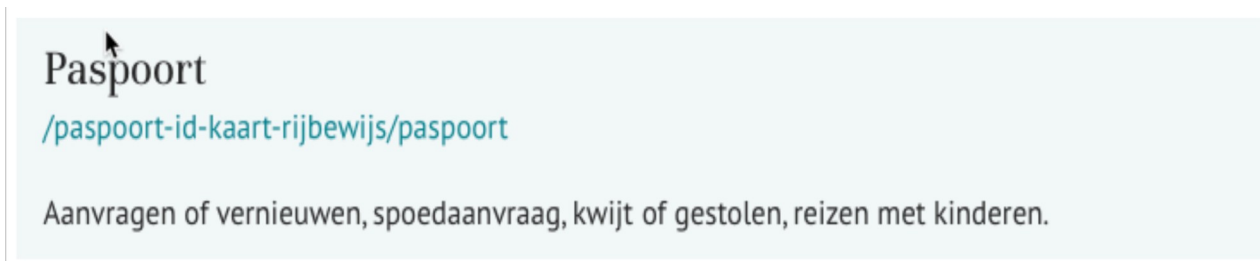 Paspoort
/paspoort-id-kaart-rijbewijs/paspoort
Aanvragen of vernieuwen, spoedaanvraag, kwijt of gestolen, reizen met kinderen.